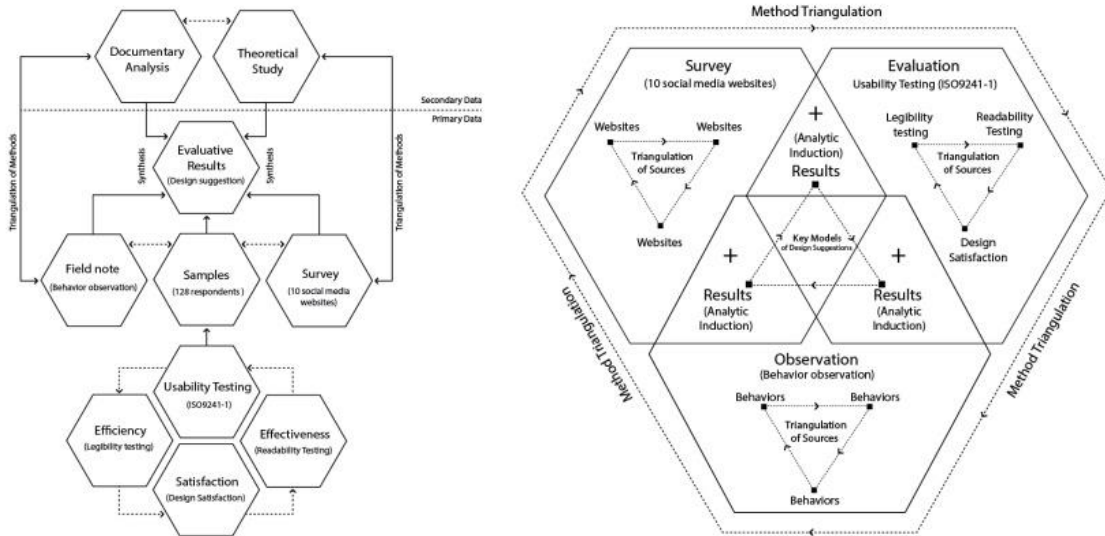 Documentary
Analysis
Theoretical
Study
Secondary Data
Primary Data
Triangulation of Methods
Synthesis
Evaluative
Results
(Design suggestion)
Synthesis
Triangulation of Methods
Field note
(Behavior observation)
Samples
(128 respondents )
Survey
(10 social media
websites)
Usability Testing
(ISO9241-1)
Efficiency
(Legibility testing)
Effectiveness
(Readability Testing)
Satisfaction
(Design Satisfaction)
Method Triangulation
Survey
(10 social media websites)
Websites
Websites
Triangulation
of Sources
Websites
+
(Analytic
Induction)
Results
Evaluation
Usability Testing (ISO9241-1)
Legibility
testing
Readability
Testing
Triangulation
of Sources
Design
Satisfaction
Key Models
of Design Suggestions
+
Results
(Analytic
Induction)
+
Results
(Analytic
Induction)
Method Triangulation
Method Triangulation
Observation
(Behavior observation)
Behaviors
Behaviors
Triangulation
of Sources
Behaviors